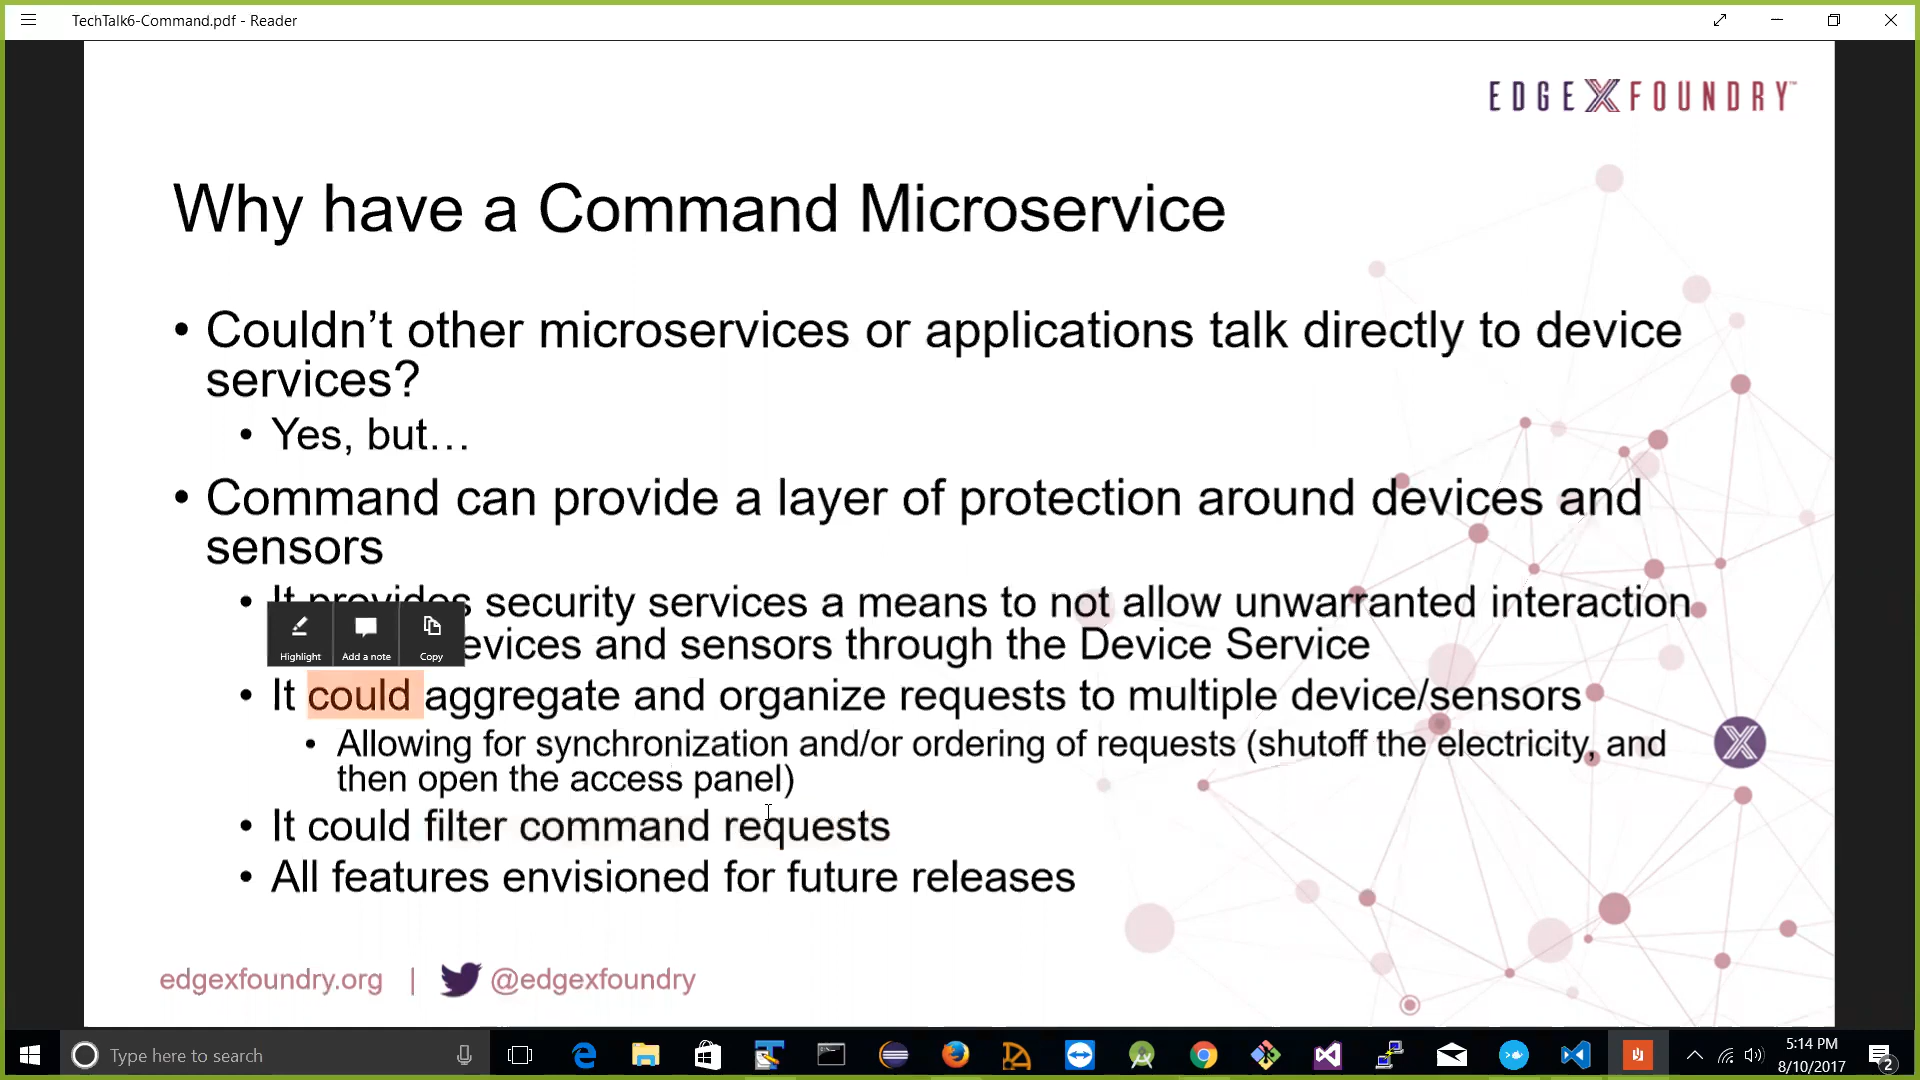 TechTalk6-Command.pdf - Reader
EDGE X FOUNDRY™
Why have a Command Microservice
• Couldn’t other microservices or applications talk directly to device
services?
• Yes, but…
• Command can provide a layer of protection around devices and
sensors
• It provides security services a means to not allow unwarranted interaction
Highlight Add a note Copy
evices and sensors through the Device Service
• It could aggregate and organize requests to multiple device/sensors
• Allowing for synchronization and/or ordering of requests (shutoff the electricity, and
then open the access panel)
• It could filter command requests
• All features envisioned for future releases
edgexfoundry.org | @edgexfoundry
Type here to search
5:14 PM
8/10/2017
2